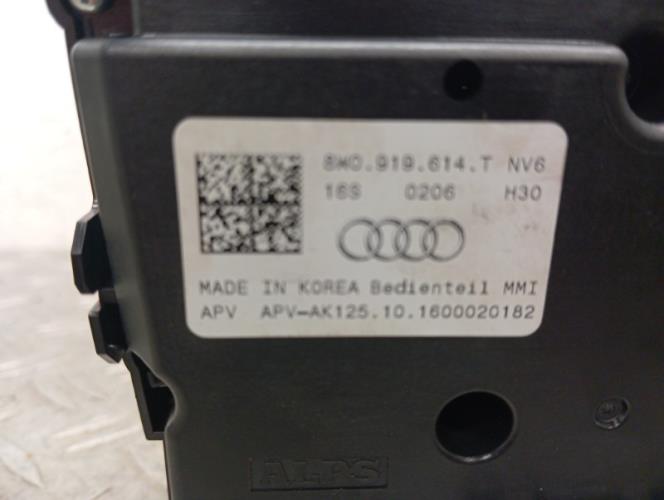 8W0.919.614.T NV6
16S 0206 H30
MADE IN KOREA Bedienteil MMI
APV APV-AK125.10.1600020182
ALPS